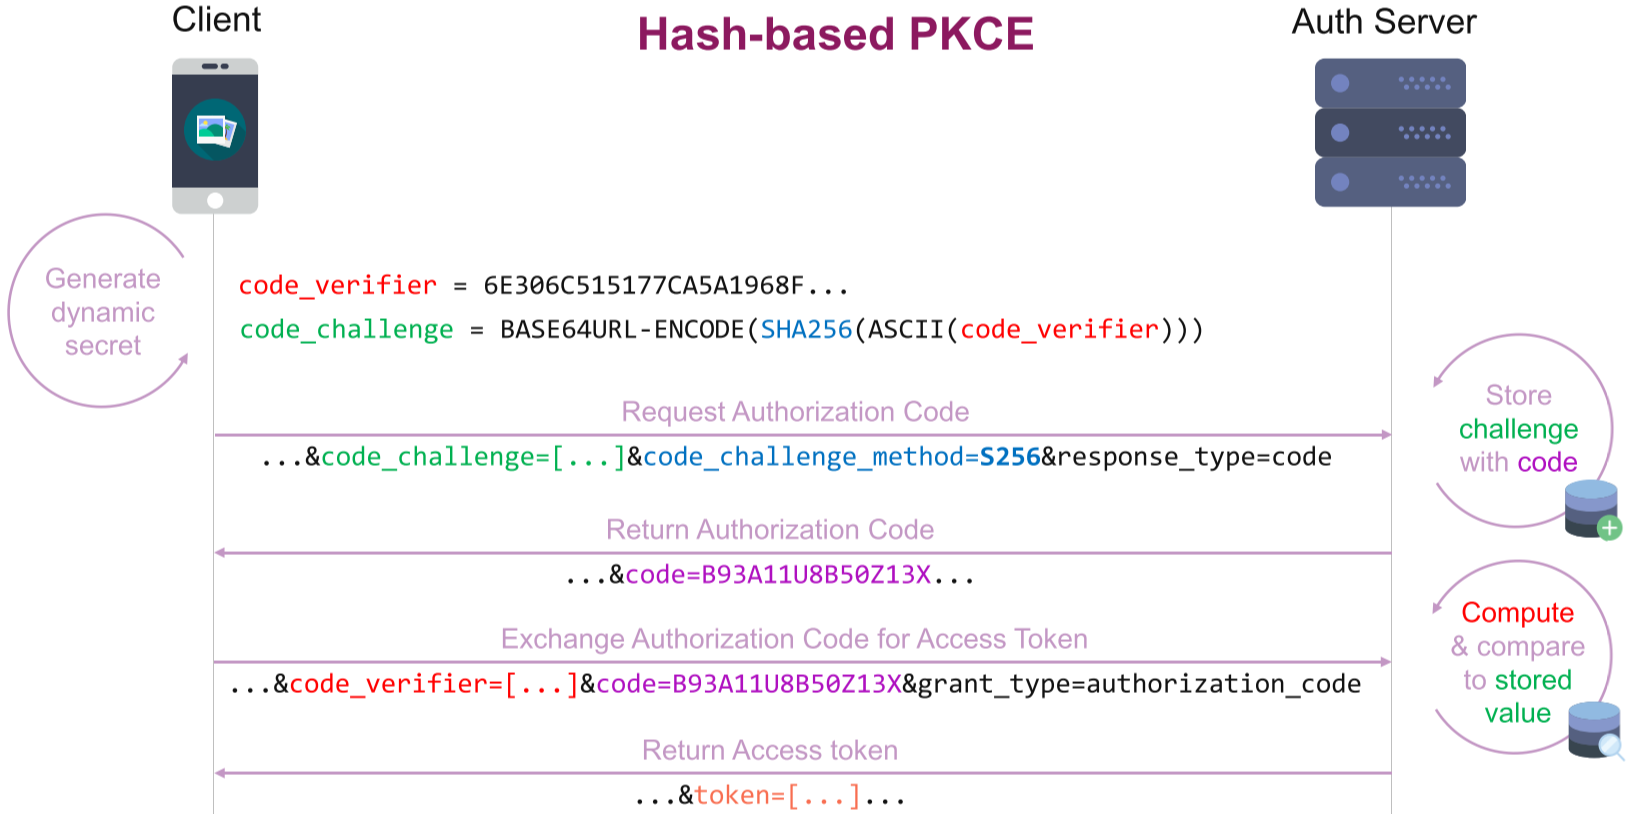 Client
Hash-based PKCE
Auth Server
Generate
dynamic
secret
code_verifier = 6E306C515177CA5A1968F...
code_challenge = BASE64URL-ENCODE(SHA256(ASCII(code_verifier)))
Request Authorization Code
...&code_challenge=[...]&code_challenge_method=S256&response_type=code
Store
challenge
with code
Return Authorization Code
...&code=B93A11U8B50Z13X...
Exchange Authorization Code for Access Token
...&code_verifier=[...]&code=B93A11U8B50Z13X&grant_type=authorization_code
Compute
& compare
to stored
value
Return Access token
...&token=[...]...